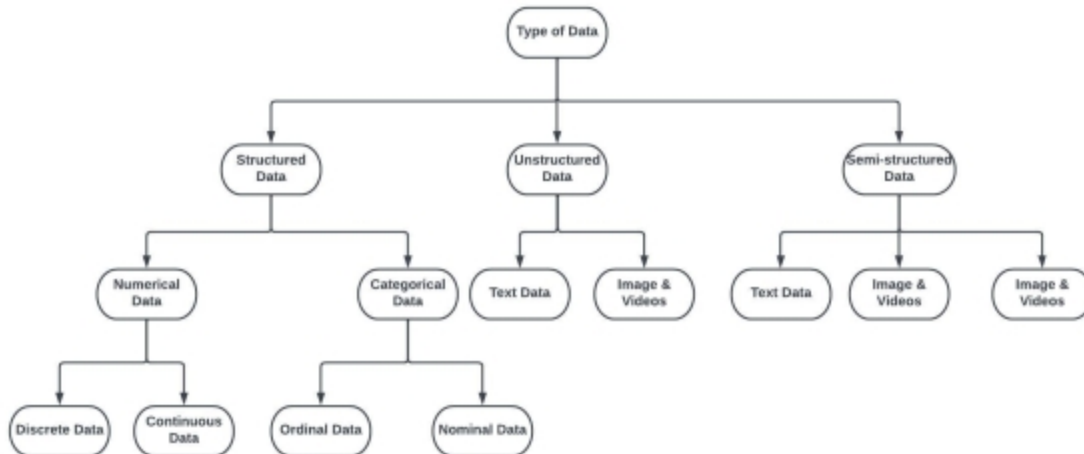 Type of Data
Structured
Data
Unstructured
Data
Semi-structured
Data
Numerical
Data
Categorical
Data
Text Data
Image &
Videos
Text Data
Image &
Videos
Image &
Videos
Discrete Data
Continuous
Data
Ordinal Data
Nominal Data